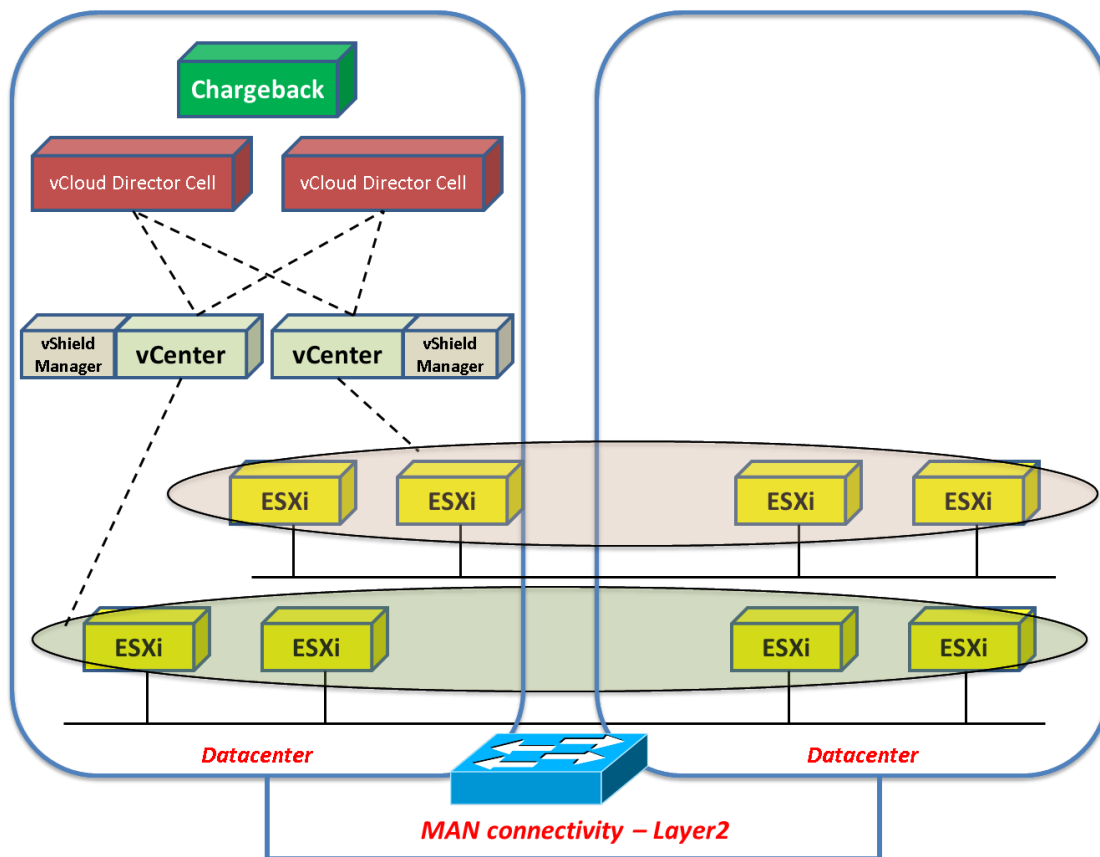 Chargeback
vCloud Director Cell
vCloud Director Cell
vShield
Manager
vCenter
vCenter
vShield
Manager
ESXi
ESXi
ESXi
ESXi
ESXi
ESXi
ESXi
ESXi
Datacenter
Datacenter
MAN connectivity – Layer2